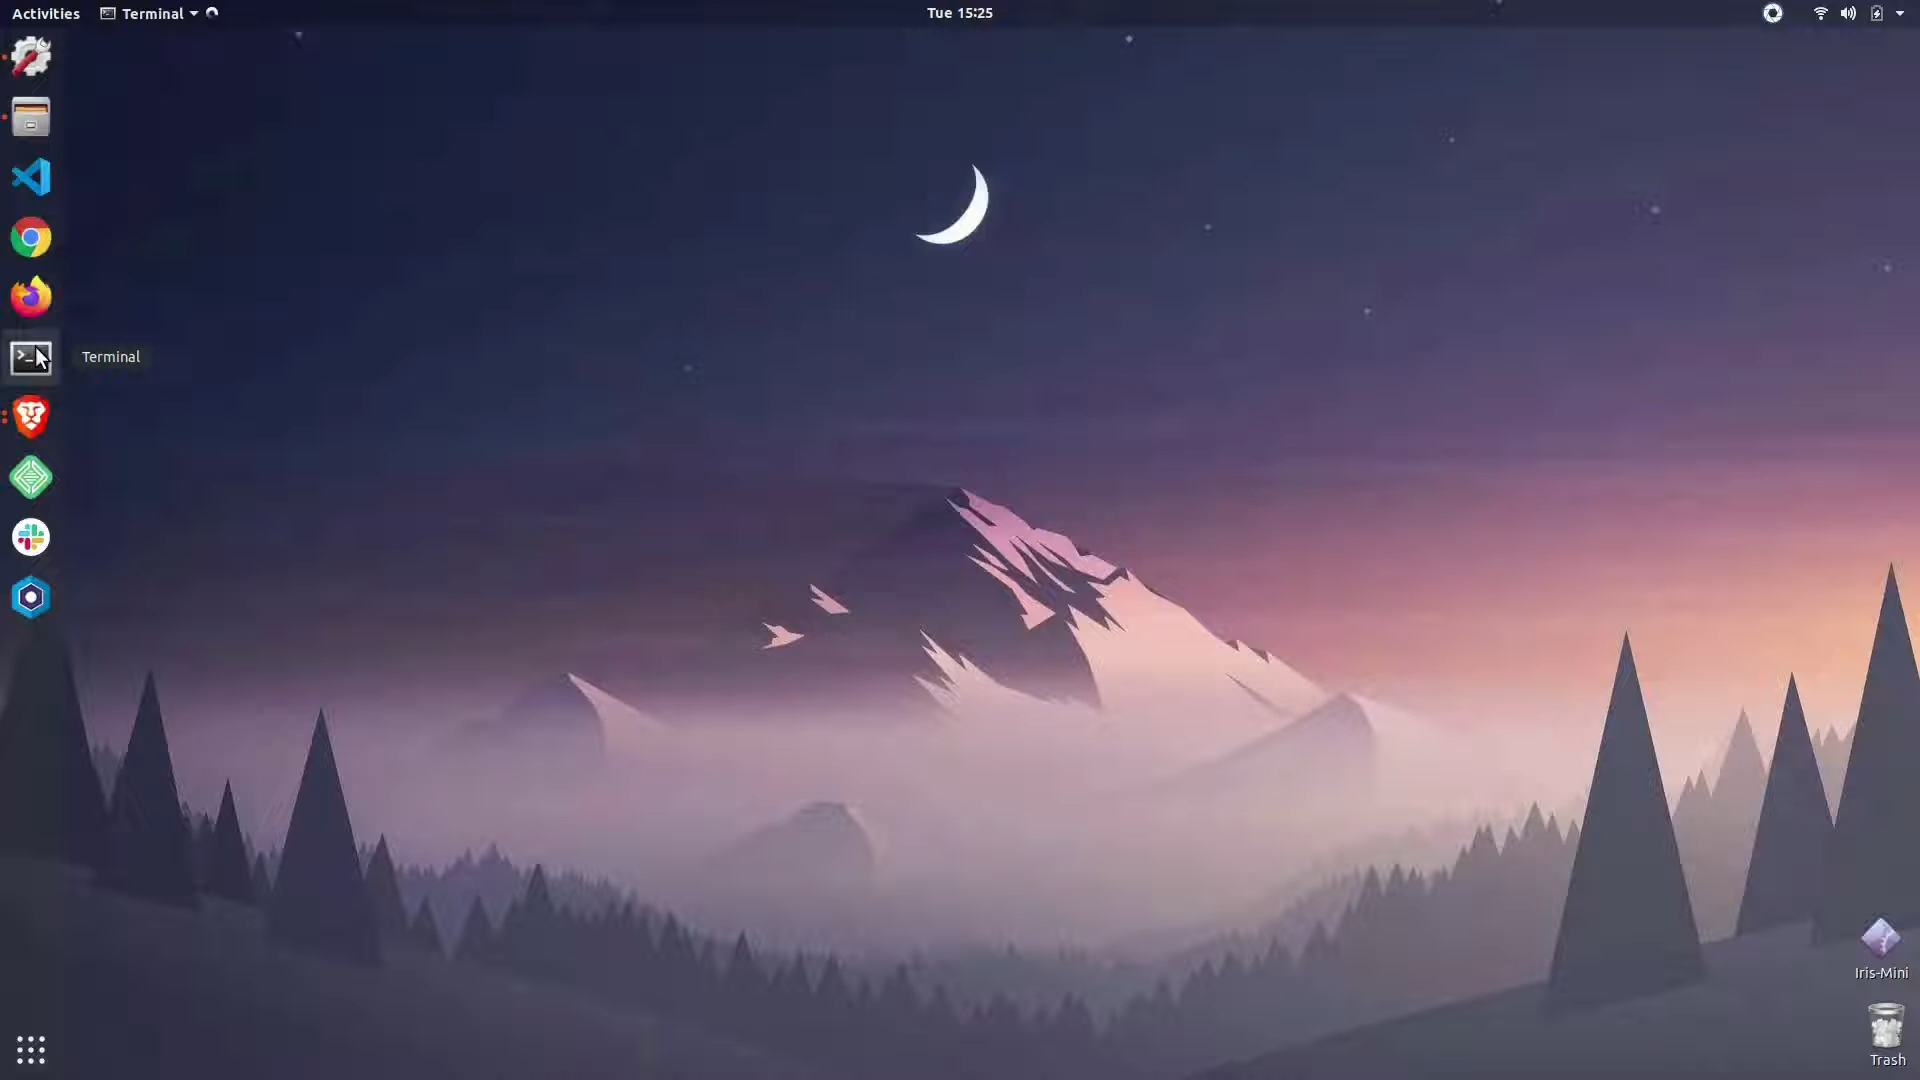 Activities
Terminal
Tue 15:25
Terminal
Iris-Mini
Trash